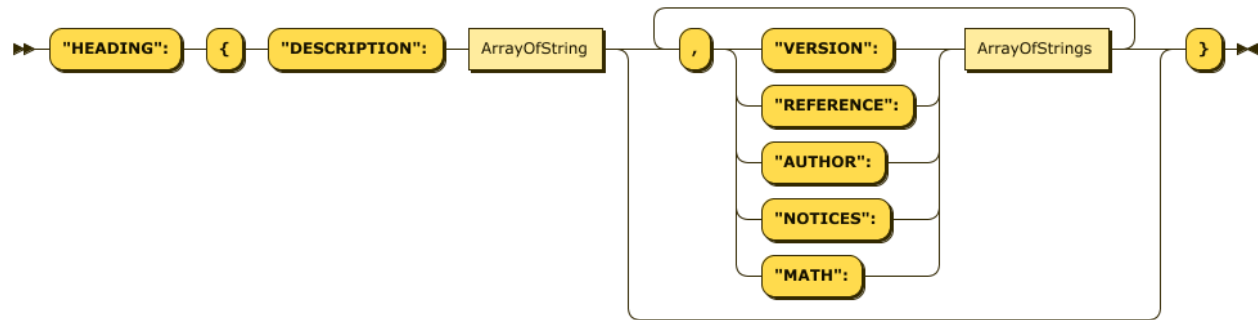 "HEADING": { "DESCRIPTION": ArrayOfString , "VERSION": ArrayOfStrings }
"REFERENCE":
"AUTHOR":
"NOTICES":
"MATH":